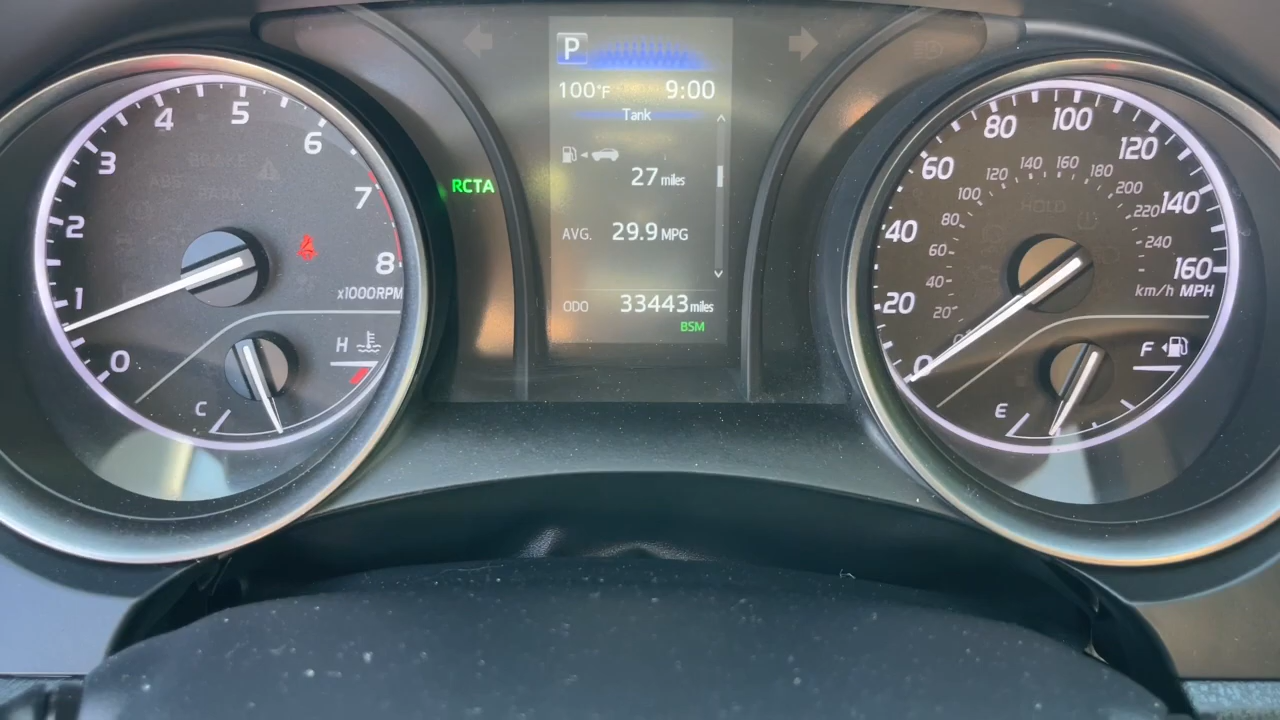 P
100°F 9:00
Tank
27 miles
AVG. 29.9 MPG
ODO 33443 miles
BSM
RCTA
0 1 2 3 4 5 6 7 8
x1000RPM
C H
0 20 40 60 80 100 120 140 160
20 40 60 80 100 120 140 160 180 200 220 240
km/h MPH
HOLD
E F
BRAKE